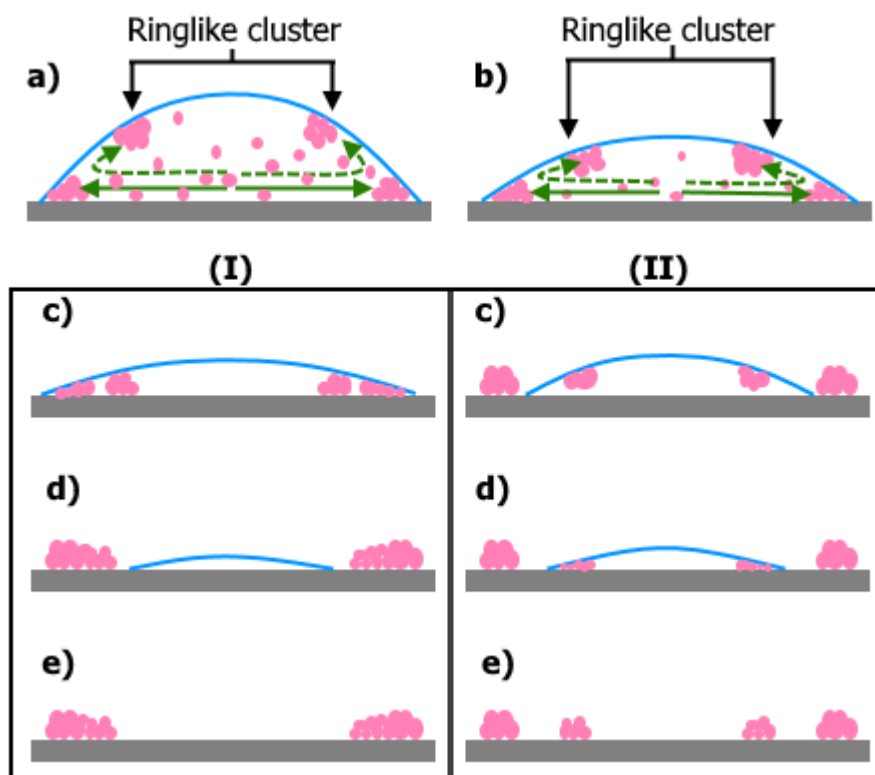 Ringlike cluster Ringlike cluster
a) b)
(I) (II)
c) c)
d) d)
e) e)